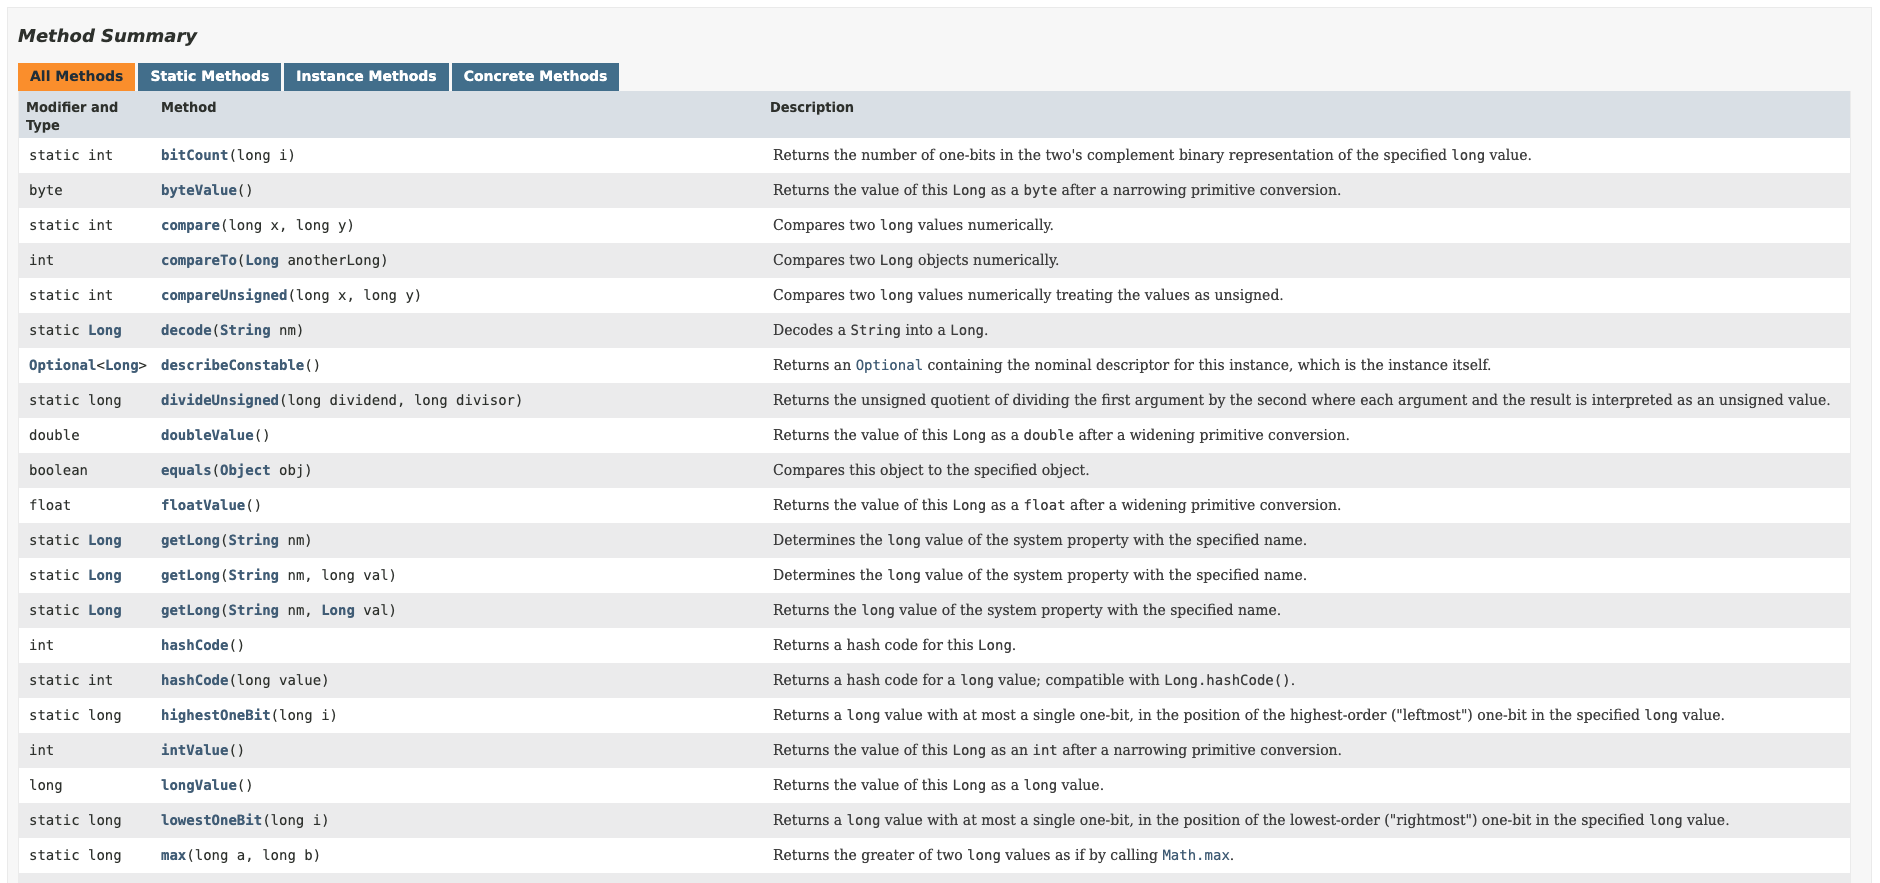 Method Summary
All Methods Static Methods Instance Methods Concrete Methods
Modifier and Type Method Description
static int bitCount(long i) Returns the number of one-bits in the two's complement binary representation of the specified long value.
byte byteValue() Returns the value of this Long as a byte after a narrowing primitive conversion.
static int compare(long x, long y) Compares two long values numerically.
int compareTo(Long anotherLong) Compares two Long objects numerically.
static int compareUnsigned(long x, long y) Compares two long values numerically treating the values as unsigned.
static Long decode(String nm) Decodes a String into a Long.
Optional<Long> describeConstable() Returns an Optional containing the nominal descriptor for this instance, which is the instance itself.
static long divideUnsigned(long dividend, long divisor) Returns the unsigned quotient of dividing the first argument by the second where each argument and the result is interpreted as an unsigned value.
double doubleValue() Returns the value of this Long as a double after a widening primitive conversion.
boolean equals(Object obj) Compares this object to the specified object.
float floatValue() Returns the value of this Long as a float after a widening primitive conversion.
static Long getLong(String nm) Determines the long value of the system property with the specified name.
static Long getLong(String nm, long val) Determines the long value of the system property with the specified name.
static Long getLong(String nm, Long val) Returns the long value of the system property with the specified name.
int hashCode() Returns a hash code for this Long.
static int hashCode(long value) Returns a hash code for a long value; compatible with Long.hashCode().
static long highestOneBit(long i) Returns a long value with at most a single one-bit, in the position of the highest-order ("leftmost") one-bit in the specified long value.
int intValue() Returns the value of this Long as an int after a narrowing primitive conversion.
long longValue() Returns the value of this Long as a long value.
static long lowestOneBit(long i) Returns a long value with at most a single one-bit, in the position of the lowest-order ("rightmost") one-bit in the specified long value.
static long max(long a, long b) Returns the greater of two long values as if by calling Math.max.